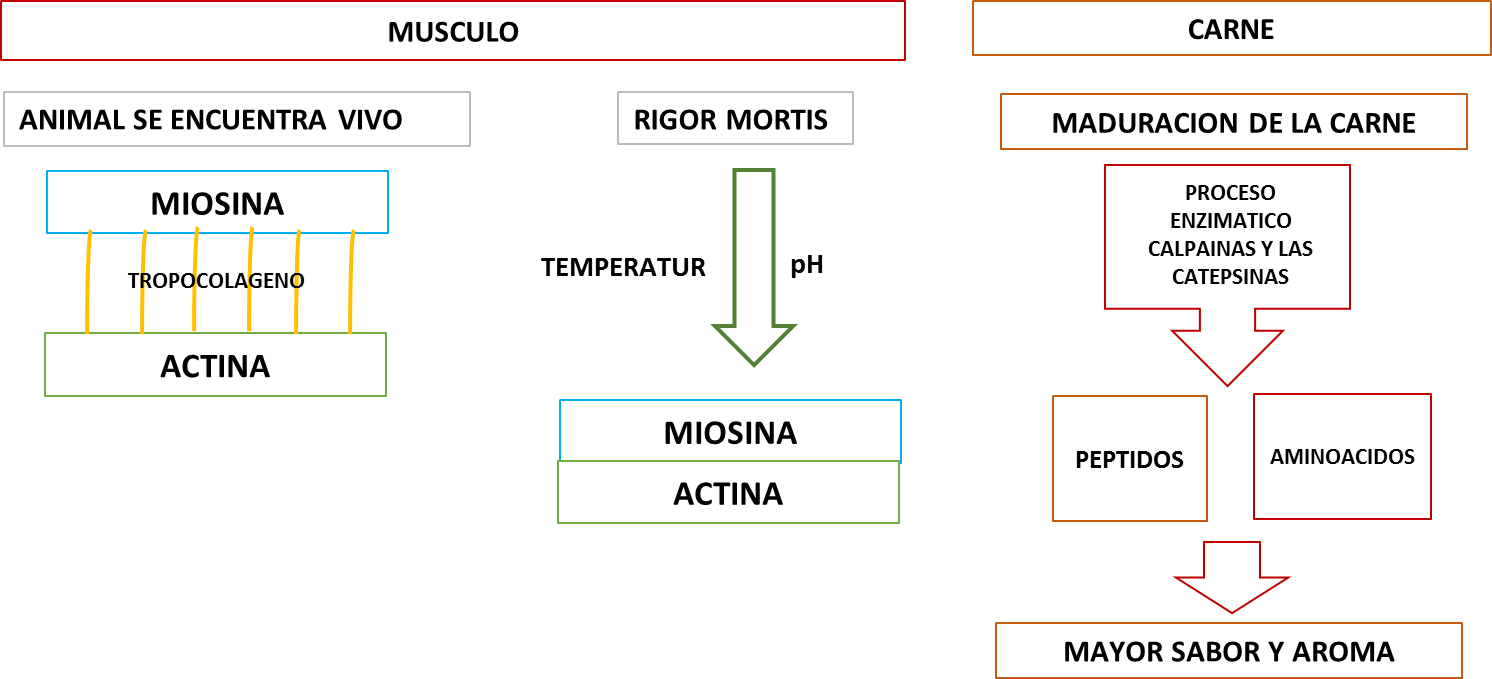 MUSCULO
ANIMAL SE ENCUENTRA VIVO
MIOSINA
TROPOCOLAGENO
ACTINA
RIGOR MORTIS
TEMPERATUR
pH
MIOSINA
ACTINA
CARNE
MADURACION DE LA CARNE
PROCESO
ENZIMATICO
CALPAINAS Y LAS
CATEPSINAS
PEPTIDOS
AMINOACIDOS
MAYOR SABOR Y AROMA